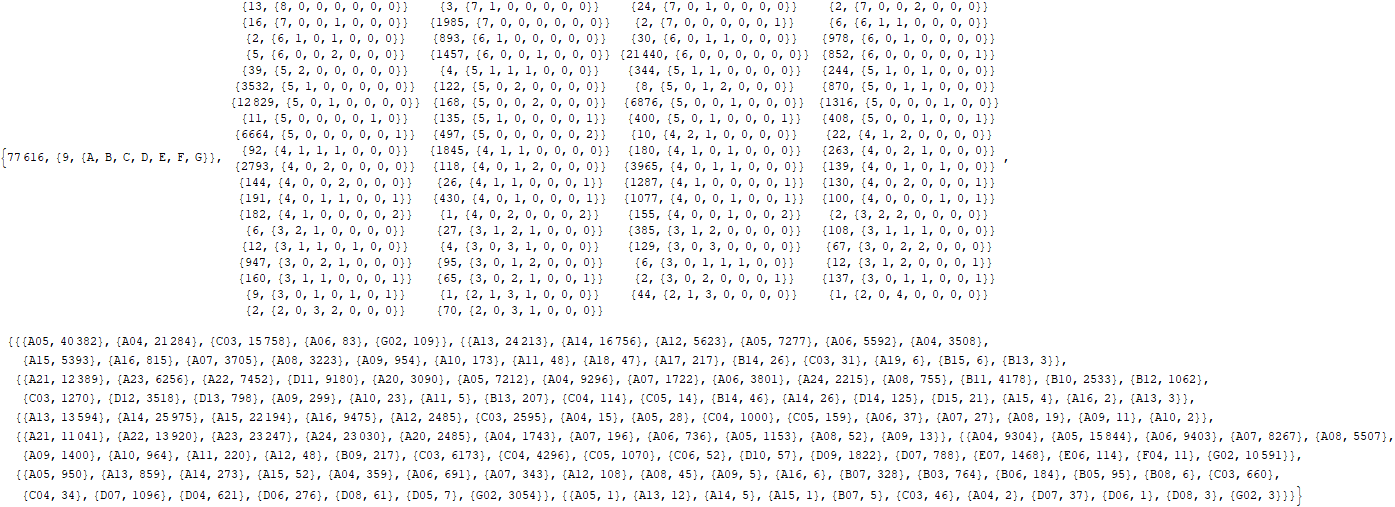 {77 616, {9, {A, B, C, D, E, F, G}},
{13, {8, 0, 0, 0, 0, 0, 0}} {3, {7, 1, 0, 0, 0, 0, 0}} {24, {7, 0, 1, 0, 0, 0, 0}} {2, {7, 0, 0, 2, 0, 0, 0}}
{16, {7, 0, 0, 1, 0, 0, 0}} {1985, {7, 0, 0, 0, 0, 0, 0}} {2, {7, 0, 0, 0, 0, 0, 1}} {6, {6, 1, 1, 0, 0, 0, 0}}
{2, {6, 1, 0, 1, 0, 0, 0}} {893, {6, 1, 0, 0, 0, 0, 0}} {30, {6, 0, 1, 1, 0, 0, 0}} {978, {6, 0, 1, 0, 0, 0, 0}}
{5, {6, 0, 0, 2, 0, 0, 0}} {1457, {6, 0, 0, 1, 0, 0, 0}} {21 440, {6, 0, 0, 0, 0, 0, 0}} {852, {6, 0, 0, 0, 0, 0, 1}}
{39, {5, 2, 0, 0, 0, 0, 0}} {4, {5, 1, 1, 1, 0, 0, 0}} {344, {5, 1, 1, 0, 0, 0, 0}} {244, {5, 1, 0, 1, 0, 0, 0}}
{3532, {5, 1, 0, 0, 0, 0, 0}} {122, {5, 0, 2, 0, 0, 0, 0}} {8, {5, 0, 1, 2, 0, 0, 0}} {870, {5, 0, 1, 1, 0, 0, 0}}
{12 829, {5, 0, 1, 0, 0, 0, 0}} {168, {5, 0, 0, 2, 0, 0, 0}} {6876, {5, 0, 0, 1, 0, 0, 0}} {1316, {5, 0, 0, 0, 1, 0, 0}}
{11, {5, 0, 0, 0, 0, 1, 0}} {135, {5, 1, 0, 0, 0, 0, 1}} {400, {5, 0, 1, 0, 0, 0, 1}} {408, {5, 0, 0, 1, 0, 0, 1}}
{6664, {5, 0, 0, 0, 0, 0, 1}} {497, {5, 0, 0, 0, 0, 0, 2}} {10, {4, 2, 1, 0, 0, 0, 0}} {22, {4, 1, 2, 0, 0, 0, 0}}
{92, {4, 1, 1, 1, 0, 0, 0}} {1845, {4, 1, 1, 0, 0, 0, 0}} {180, {4, 1, 0, 1, 0, 0, 0}} {263, {4, 0, 2, 1, 0, 0, 0}}
{2793, {4, 0, 2, 0, 0, 0, 0}} {118, {4, 0, 1, 2, 0, 0, 0}} {3965, {4, 0, 1, 1, 0, 0, 0}} {139, {4, 0, 1, 0, 1, 0, 0}}
{144, {4, 0, 0, 2, 0, 0, 0}} {26, {4, 1, 1, 0, 0, 0, 1}} {1287, {4, 1, 0, 0, 0, 0, 1}} {130, {4, 0, 2, 0, 0, 0, 1}}
{191, {4, 0, 1, 1, 0, 0, 1}} {430, {4, 0, 1, 0, 0, 0, 1}} {1077, {4, 0, 0, 1, 0, 0, 1}} {100, {4, 0, 0, 0, 1, 0, 1}}
{182, {4, 1, 0, 0, 0, 0, 2}} {1, {4, 0, 2, 0, 0, 0, 2}} {155, {4, 0, 0, 1, 0, 0, 2}} {2, {3, 2, 2, 0, 0, 0, 0}}
{6, {3, 2, 1, 0, 0, 0, 0}} {27, {3, 1, 2, 1, 0, 0, 0}} {385, {3, 1, 2, 0, 0, 0, 0}} {108, {3, 1, 1, 1, 0, 0, 0}}
{12, {3, 1, 1, 0, 1, 0, 0}} {4, {3, 0, 3, 1, 0, 0, 0}} {129, {3, 0, 3, 0, 0, 0, 0}} {67, {3, 0, 2, 2, 0, 0, 0}}
{947, {3, 0, 2, 1, 0, 0, 0}} {95, {3, 0, 1, 2, 0, 0, 0}} {6, {3, 0, 1, 1, 1, 0, 0}} {12, {3, 1, 2, 0, 0, 0, 1}}
{160, {3, 1, 1, 0, 0, 0, 1}} {65, {3, 0, 2, 1, 0, 0, 1}} {2, {3, 0, 2, 0, 0, 0, 1}} {137, {3, 0, 1, 1, 0, 0, 1}}
{9, {3, 0, 1, 0, 1, 0, 1}} {1, {2, 1, 3, 1, 0, 0, 0}} {44, {2, 1, 3, 0, 0, 0, 0}} {1, {2, 0, 4, 0, 0, 0, 0}}
{2, {2, 0, 3, 2, 0, 0, 0}} {70, {2, 0, 3, 1, 0, 0, 0}}
,
{{{A05, 40 382}, {A04, 21 284}, {C03, 15 758}, {A06, 83}, {G02, 109}}, {{A13, 24 213}, {A14, 16 756}, {A12, 5623}, {A05, 7277}, {A06, 5592}, {A04, 3508},
{A15, 5393}, {A16, 815}, {A07, 3705}, {A08, 3223}, {A09, 954}, {A10, 173}, {A11, 48}, {A18, 47}, {A17, 217}, {B14, 26}, {C03, 31}, {A19, 6}, {B15, 6}, {B13, 3}},
{{A21, 12 389}, {A23, 6256}, {A22, 7452}, {D11, 9180}, {A20, 3090}, {A05, 7212}, {A04, 9296}, {A07, 1722}, {A06, 3801}, {A24, 2215}, {A08, 755}, {B11, 4178}, {B10, 2533}, {B12, 1062},
{C03, 1270}, {D12, 3518}, {D13, 798}, {A09, 299}, {A10, 23}, {A11, 5}, {B13, 207}, {C04, 114}, {C05, 14}, {B14, 46}, {A14, 26}, {D14, 125}, {D15, 21}, {A15, 4}, {A16, 2}, {A13, 3}},
{{A13, 13 594}, {A14, 25 975}, {A15, 22 194}, {A16, 9475}, {A12, 2485}, {C03, 2595}, {A04, 15}, {A05, 28}, {C04, 1000}, {C05, 159}, {A06, 37}, {A07, 27}, {A08, 19}, {A09, 11}, {A10, 2}},
{{A21, 11 041}, {A22, 13 920}, {A23, 23 247}, {A24, 23 030}, {A20, 2485}, {A04, 1743}, {A07, 196}, {A06, 736}, {A05, 1153}, {A08, 52}, {A09, 13}}, {{A04, 9304}, {A05, 15 844}, {A06, 9403}, {A07, 8267}, {A08, 5507},
{A09, 1400}, {A10, 964}, {A11, 220}, {A12, 48}, {B09, 217}, {C03, 6173}, {C04, 4296}, {C05, 1070}, {C06, 52}, {D10, 57}, {D09, 1822}, {D07, 788}, {E07, 1468}, {E06, 114}, {F04, 11}, {G02, 10 591}},
{{A05, 950}, {A13, 859}, {A14, 273}, {A15, 52}, {A04, 359}, {A06, 691}, {A07, 343}, {A12, 108}, {A08, 45}, {A09, 5}, {A16, 6}, {B07, 328}, {B03, 764}, {B06, 184}, {B05, 95}, {B08, 6}, {C03, 660},
{C04, 34}, {D07, 1096}, {D04, 621}, {D06, 276}, {D08, 61}, {D05, 7}, {G02, 3054}}, {{A05, 1}, {A13, 12}, {A14, 5}, {A15, 1}, {B07, 5}, {C03, 46}, {A04, 2}, {D07, 37}, {D06, 1}, {D08, 3}, {G02, 3}}}}